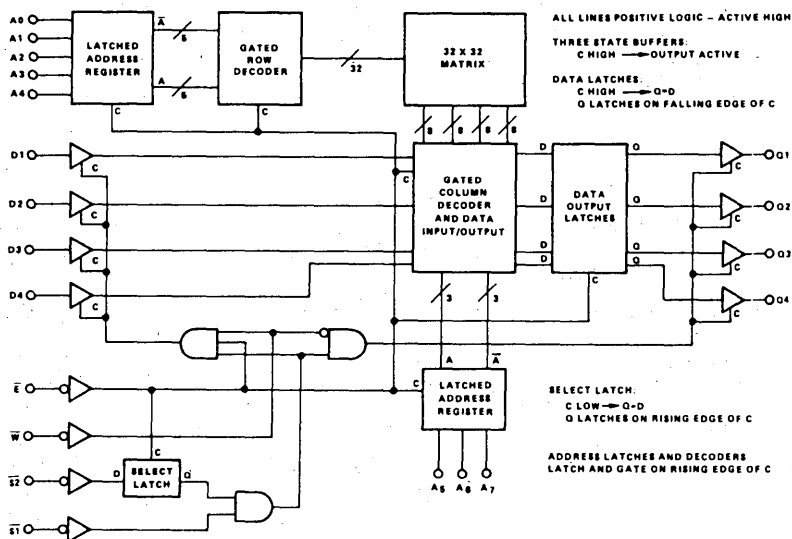 A0
A1
A2
A3
A4
LATCHED
ADDRESS
REGISTER
A̅
5
A
5
GATED
ROW
DECODER
32
32 X 32
MATRIX
C
C
8 8 8 8
ALL LINES POSITIVE LOGIC – ACTIVE HIGH
THREE STATE BUFFERS:
C HIGH → OUTPUT ACTIVE
DATA LATCHES:
C HIGH → Q=D
Q LATCHES ON FALLING EDGE OF C
D1
C
D2
C
D3
C
D4
C
C
GATED
COLUMN
DECODER
AND DATA
INPUT/OUTPUT
D
D
D
D
DATA
OUTPUT
LATCHES
C
Q
Q
Q
Q
C
Q1
C
Q2
C
Q3
C
Q4
3
3
A
A̅
C
LATCHED
ADDRESS
REGISTER
A5 A6 A7
E̅
W̅
S̅2̅
D
C
SELECT
LATCH
Q
S̅1̅
SELECT LATCH:
C LOW → Q=D
Q LATCHES ON RISING EDGE OF C
ADDRESS LATCHES AND DECODERS
LATCH AND GATE ON RISING EDGE OF C